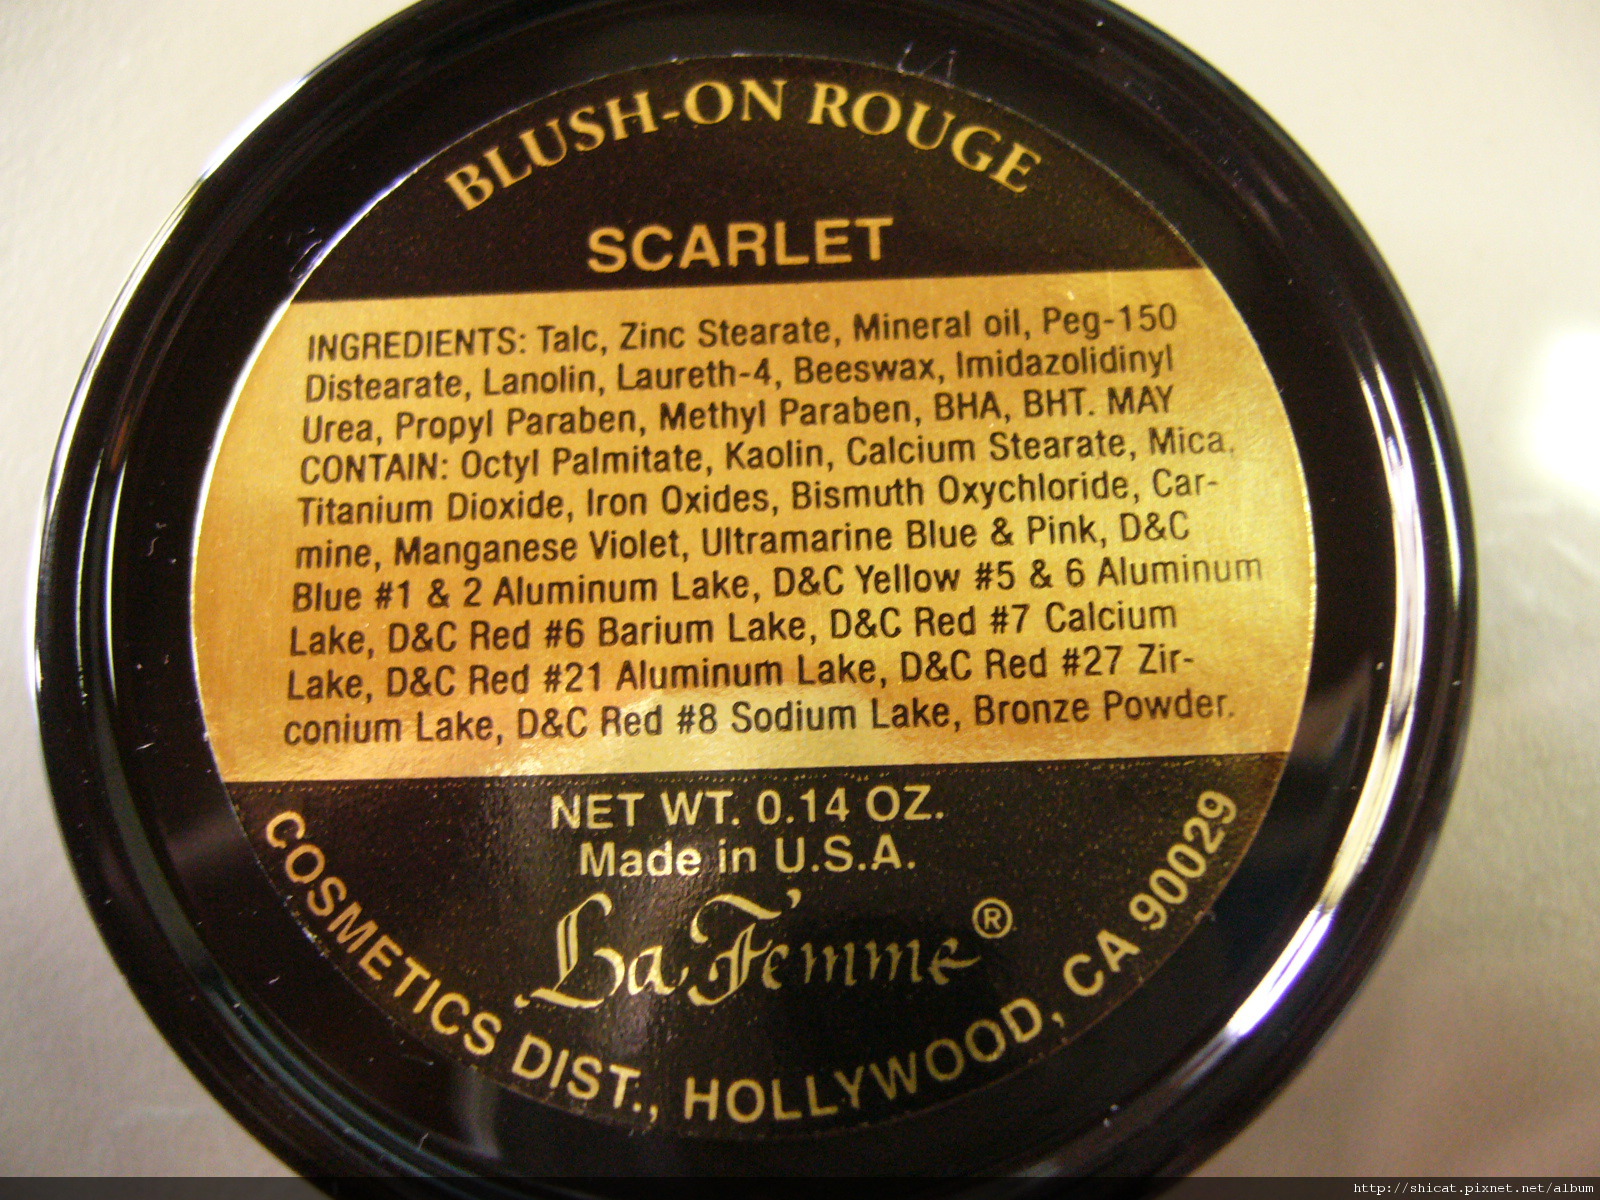 BLUSH-ON ROUGE
SCARLET
INGREDIENTS: Talc, Zinc Stearate, Mineral oil, Peg-150
Distearate, Lanolin, Laureth-4, Beeswax, Imidazolidinyl
Urea, Propyl Paraben, Methyl Paraben, BHA, BHT. MAY
CONTAIN: Octyl Palmitate, Kaolin, Calcium Stearate, Mica.
Titanium Dioxide, Iron Oxides, Bismuth Oxychloride, Car-
mine, Manganese Violet, Ultramarine Blue & Pink, D&C
Blue #1 & 2 Aluminum Lake, D&C Yellow #5 & 6 Aluminum
Lake, D&C Red #6 Barium Lake, D&C Red #7 Calcium
Lake, D&C Red #21 Aluminum Lake, D&C Red #27 Zir-
conium Lake, D&C Red #8 Sodium Lake, Bronze Powder.
NET WT. 0.14 OZ.
Made in U.S.A.
La Femme®
COSMETICS DIST., HOLLYWOOD, CA 90029
http://shicat.pixnet.net/album